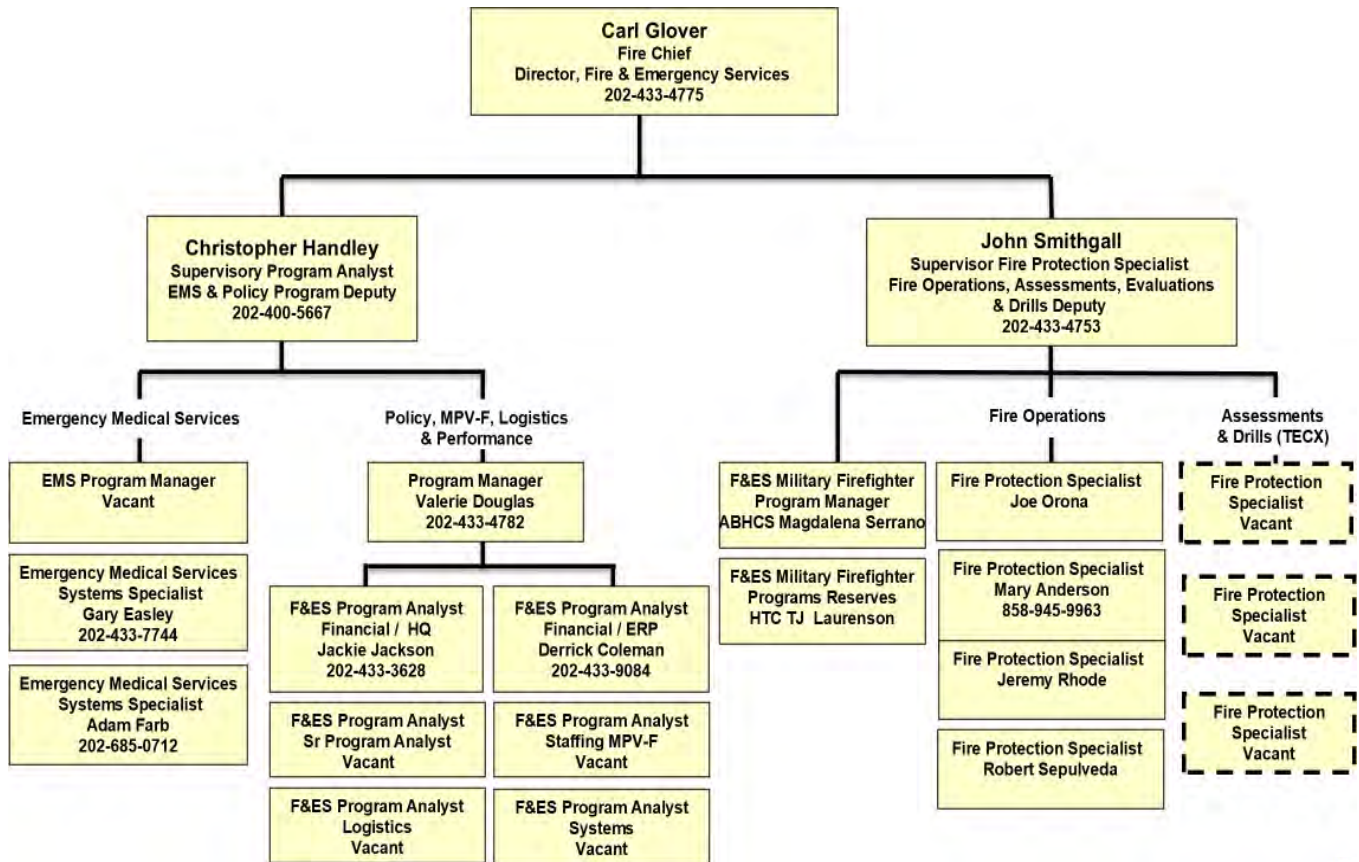 Carl Glover
Fire Chief
Director, Fire & Emergency Services
202-433-4775
Christopher Handley
Supervisory Program Analyst
EMS & Policy Program Deputy
202-400-5667
John Smithgall
Supervisor Fire Protection Specialist
Fire Operations, Assessments, Evaluations
& Drills Deputy
202-433-4753
Emergency Medical Services
EMS Program Manager
Vacant
Emergency Medical Services
Systems Specialist
Gary Easley
202-433-7744
Emergency Medical Services
Systems Specialist
Adam Farb
202-685-0712
Policy, MPV-F, Logistics
& Performance
Program Manager
Valerie Douglas
202-433-4782
F&ES Program Analyst
Financial / HQ
Jackie Jackson
202-433-3628
F&ES Program Analyst
Sr Program Analyst
Vacant
F&ES Program Analyst
Logistics
Vacant
F&ES Program Analyst
Financial / ERP
Derrick Coleman
202-433-9084
F&ES Program Analyst
Staffing MPV-F
Vacant
F&ES Program Analyst
Systems
Vacant
F&ES Military Firefighter
Program Manager
ABHCS Magdalena Serrano
F&ES Military Firefighter
Programs Reserves
HTC TJ Laurenson
Fire Operations
Fire Protection Specialist
Joe Orona
Fire Protection Specialist
Mary Anderson
858-945-9963
Fire Protection Specialist
Jeremy Rhode
Fire Protection Specialist
Robert Sepulveda
Assessments
& Drills (TECX)
Fire Protection
Specialist
Vacant
Fire Protection
Specialist
Vacant
Fire Protection
Specialist
Vacant